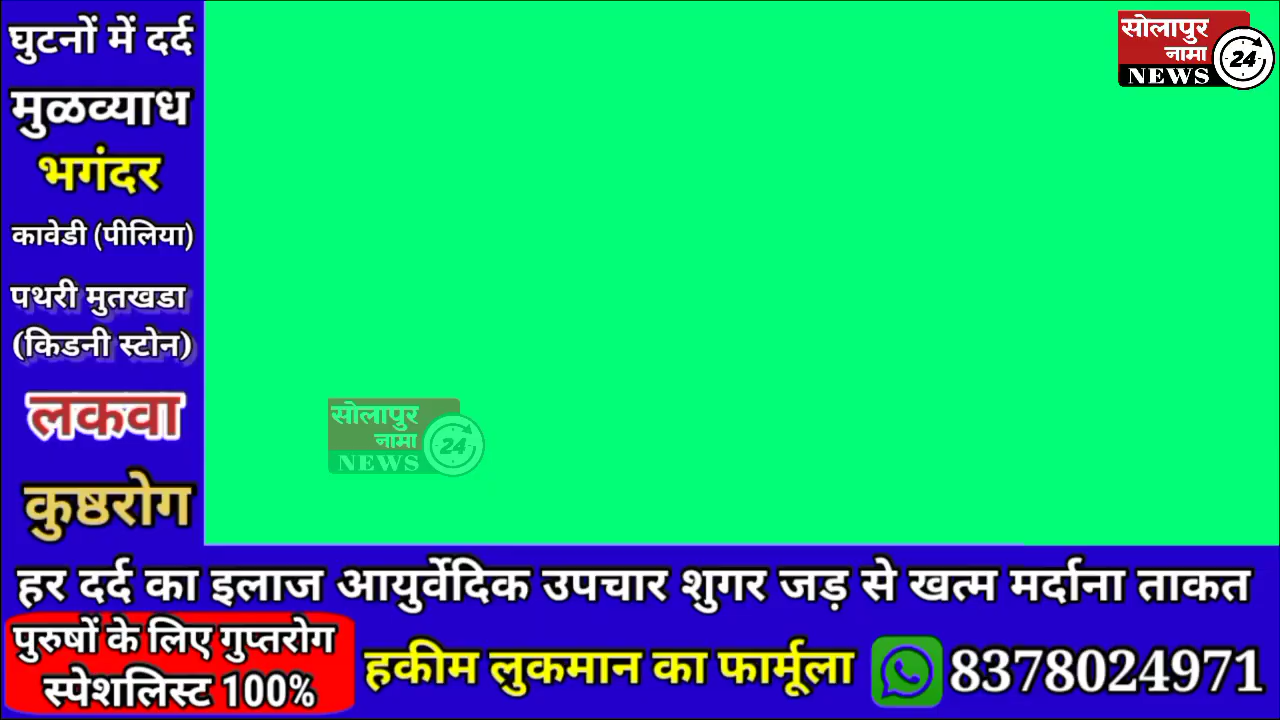 घुटनों में दर्द
मुळव्याध
भगंदर
कावेडी (पीलिया)
पथरी मुतखडा
(किडनी स्टोन)
लकवा
कुष्ठरोग
सोलापुर
नामा
NEWS
24
सोलापुर
नामा
NEWS
24
हर दर्द का इलाज आयुर्वेदिक उपचार शुगर जड़ से खत्म मर्दाना ताकत
पुरुषों के लिए गुप्तरोग
स्पेशलिस्ट 100%
हकीम लुकमान का फार्मूला
8378024971